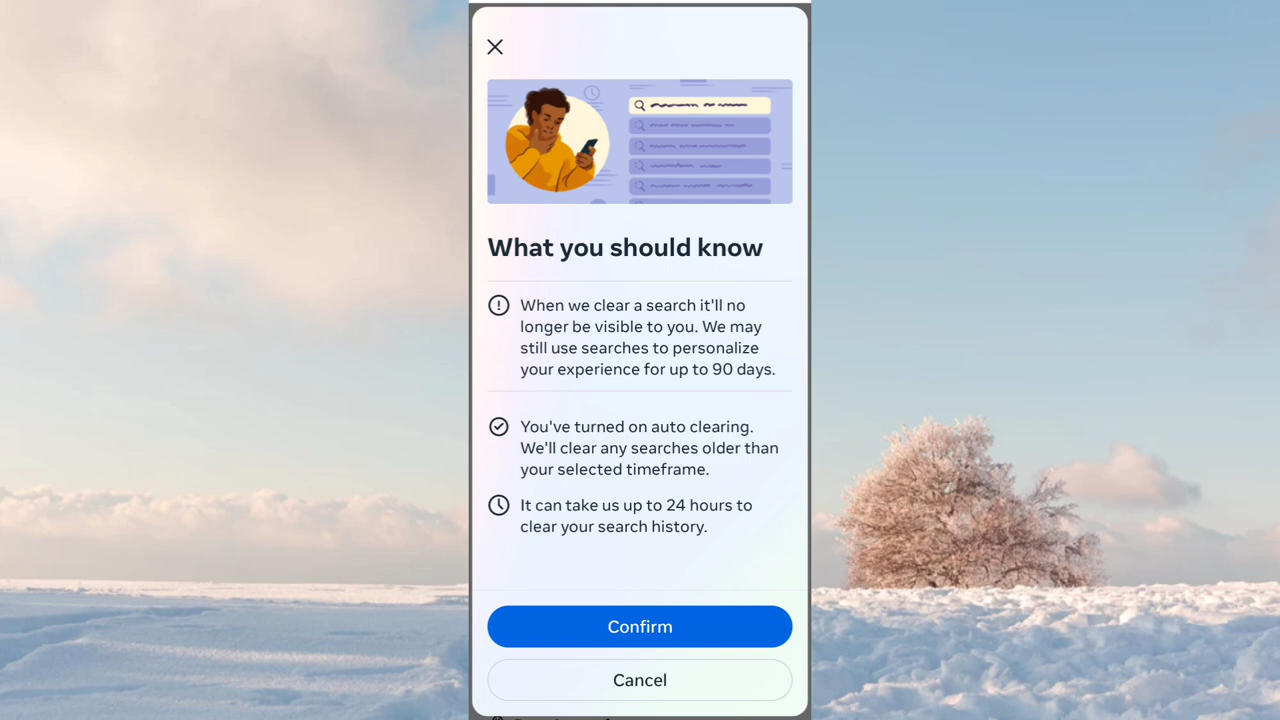 What you should know
When we clear a search it'll no
longer be visible to you. We may
still use searches to personalize
your experience for up to 90 days.
You've turned on auto clearing.
We'll clear any searches older than
your selected timeframe.
It can take us up to 24 hours to
clear your search history.
Confirm
Cancel